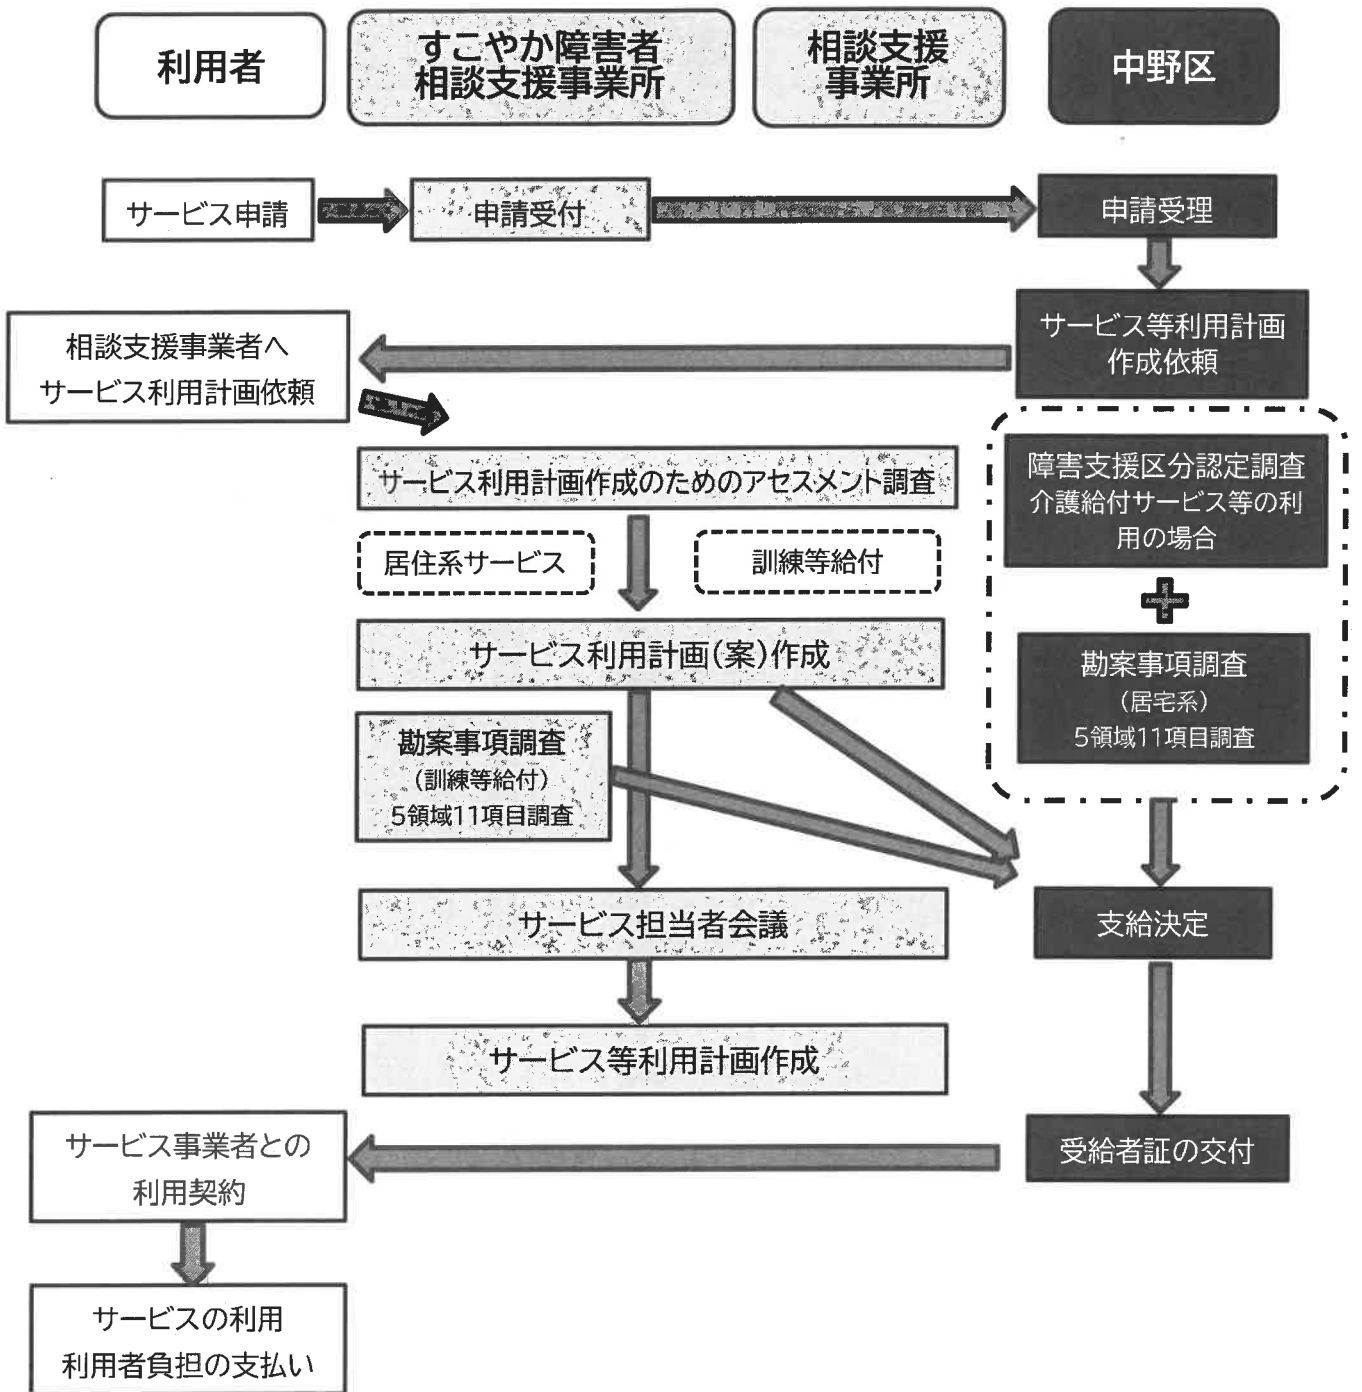 利用者
すこやか障害者
相談支援事業所
相談支援
事業所
中野区
サービス申請
申請受付
申請受理
サービス等利用計画
作成依頼
相談支援事業者へ
サービス利用計画依頼
障害支援区分認定調査
介護給付サービス等の利
用の場合
サービス利用計画作成のためのアセスメント調査
居住系サービス
訓練等給付
サービス利用計画(案)作成
勘案事項調査
(居宅系)
5領域11項目調査
勘案事項調査
(訓練等給付)
5領域11項目調査
サービス担当者会議
支給決定
サービス等利用計画作成
サービス事業者との
利用契約
受給者証の交付
サービスの利用
利用者負担の支払い